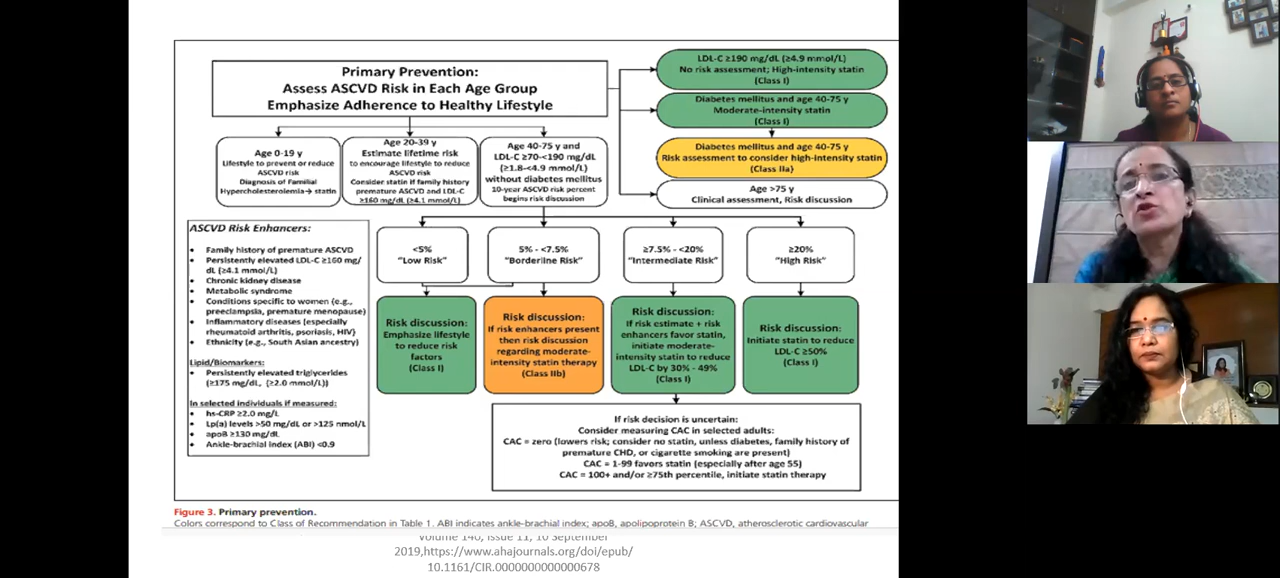 Primary Prevention:
Assess ASCVD Risk in Each Age Group
Emphasize Adherence to Healthy Lifestyle
LDL-C ≥190 mg/dL (≥4.9 mmol/L)
No risk assessment; High-intensity statin
(Class I)
Diabetes mellitus and age 40-75 y
Moderate-intensity statin
(Class I)
Diabetes mellitus and age 40-75 y
Risk assessment to consider high-intensity statin
(Class IIa)
Age >75 y
Clinical assessment, Risk discussion
Age 0-19 y
Lifestyle to prevent or reduce
ASCVD risk
Diagnosis of Familial
Hypercholesterolemia→ statin
Age 20-39 y
Estimate lifetime risk
to encourage lifestyle to reduce
ASCVD risk
Consider statin if family history
premature ASCVD and LDL-C
≥160 mg/dL (≥4.1 mmol/L)
Age 40-75 y and
LDL-C ≥70-<190 mg/dL
(≥1.8-<4.9 mmol/L)
without diabetes mellitus
10-year ASCVD risk percent
begins risk discussion
ASCVD Risk Enhancers:
• Family history of premature ASCVD
• Persistently elevated LDL-C ≥160 mg/
dL (≥4.1 mmol/L)
• Chronic kidney disease
• Metabolic syndrome
• Conditions specific to women (e.g.,
preeclampsia, premature menopause)
• Inflammatory diseases (especially
rheumatoid arthritis, psoriasis, HIV)
• Ethnicity (e.g., South Asian ancestry)
Lipid/Biomarkers:
• Persistently elevated triglycerides
(≥175 mg/dL, (≥2.0 mmol/L))
In selected individuals if measured:
• hs-CRP ≥2.0 mg/L
• Lp(a) levels >50 mg/dL or >125 nmol/L
• apoB ≥130 mg/dL
• Ankle-brachial index (ABI) <0.9
<5%
"Low Risk"
5% - <7.5%
"Borderline Risk"
≥7.5% - <20%
"Intermediate Risk"
≥20%
"High Risk"
Risk discussion:
Emphasize lifestyle
to reduce risk
factors
(Class I)
Risk discussion:
If risk enhancers present
then risk discussion
regarding moderate-
intensity statin therapy
(Class IIb)
Risk discussion:
If risk estimate + risk
enhancers favor statin,
initiate moderate-
intensity statin to reduce
LDL-C by 30% - 49%
(Class I)
Risk discussion:
Initiate statin to reduce
LDL-C ≥50%
(Class I)
If risk decision is uncertain:
Consider measuring CAC in selected adults:
CAC = zero (lowers risk; consider no statin, unless diabetes, family history of
premature CHD, or cigarette smoking are present)
CAC = 1-99 favors statin (especially after age 55)
CAC = 100+ and/or ≥75th percentile, initiate statin therapy
Figure 3. Primary prevention.
Colors correspond to Class of Recommendation in Table 1. ABI indicates ankle-brachial index; apoB, apolipoprotein B; ASCVD, atherosclerotic cardiovascular
Volume 140, Issue 11, 10 September
2019,https://www.ahajournals.org/doi/epub/
10.1161/CIR.0000000000000678